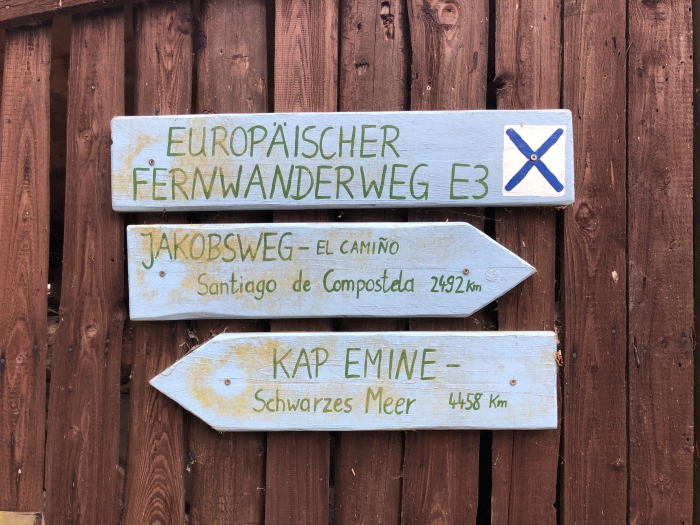 EUROPÄISCHER
FERNWANDERWEG E3
JAKOBSWEG - EL CAMIÑO
Santiago de Compostela 2492 Km
KAP EMINE -
Schwarzes Meer 4458 Km